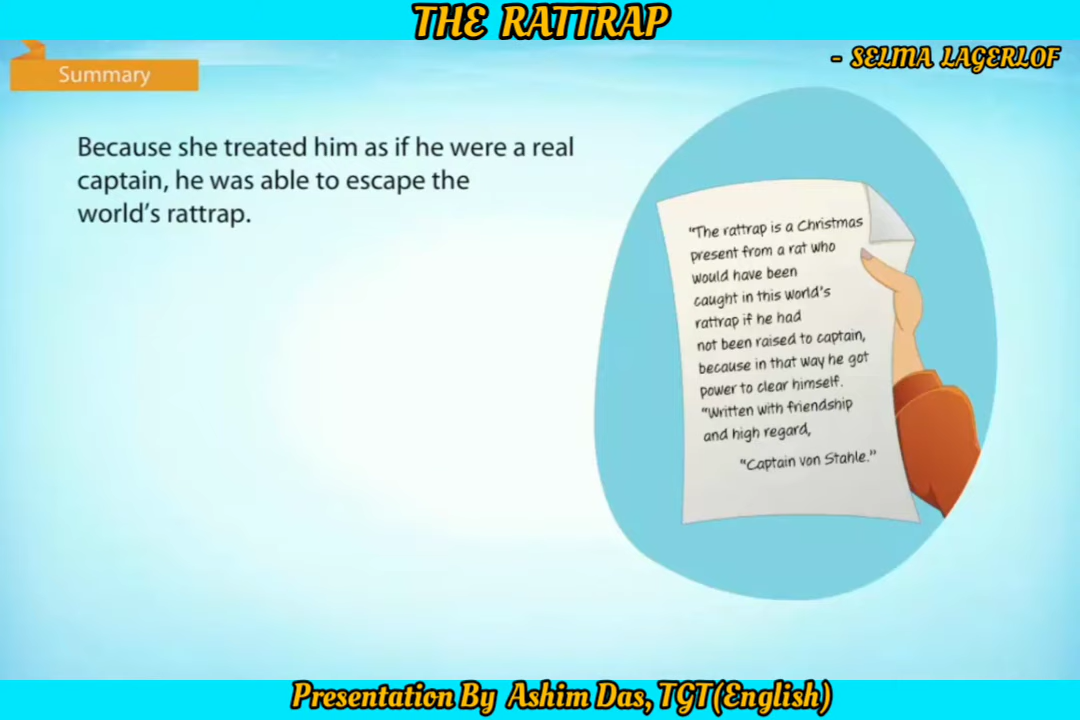 THE RATTRAP
- SELMA LAGERLOF
Summary
Because she treated him as if he were a real
captain, he was able to escape the
world's rattrap.
"The rattrap is a Christmas
present from a rat who
would have been
caught in this world's
rattrap if he had
not been raised to captain,
because in that way he got
power to clear himself.
"Written with friendship
and high regard,
"Captain von Stahle."
Presentation By Ashim Das, TGT(English)